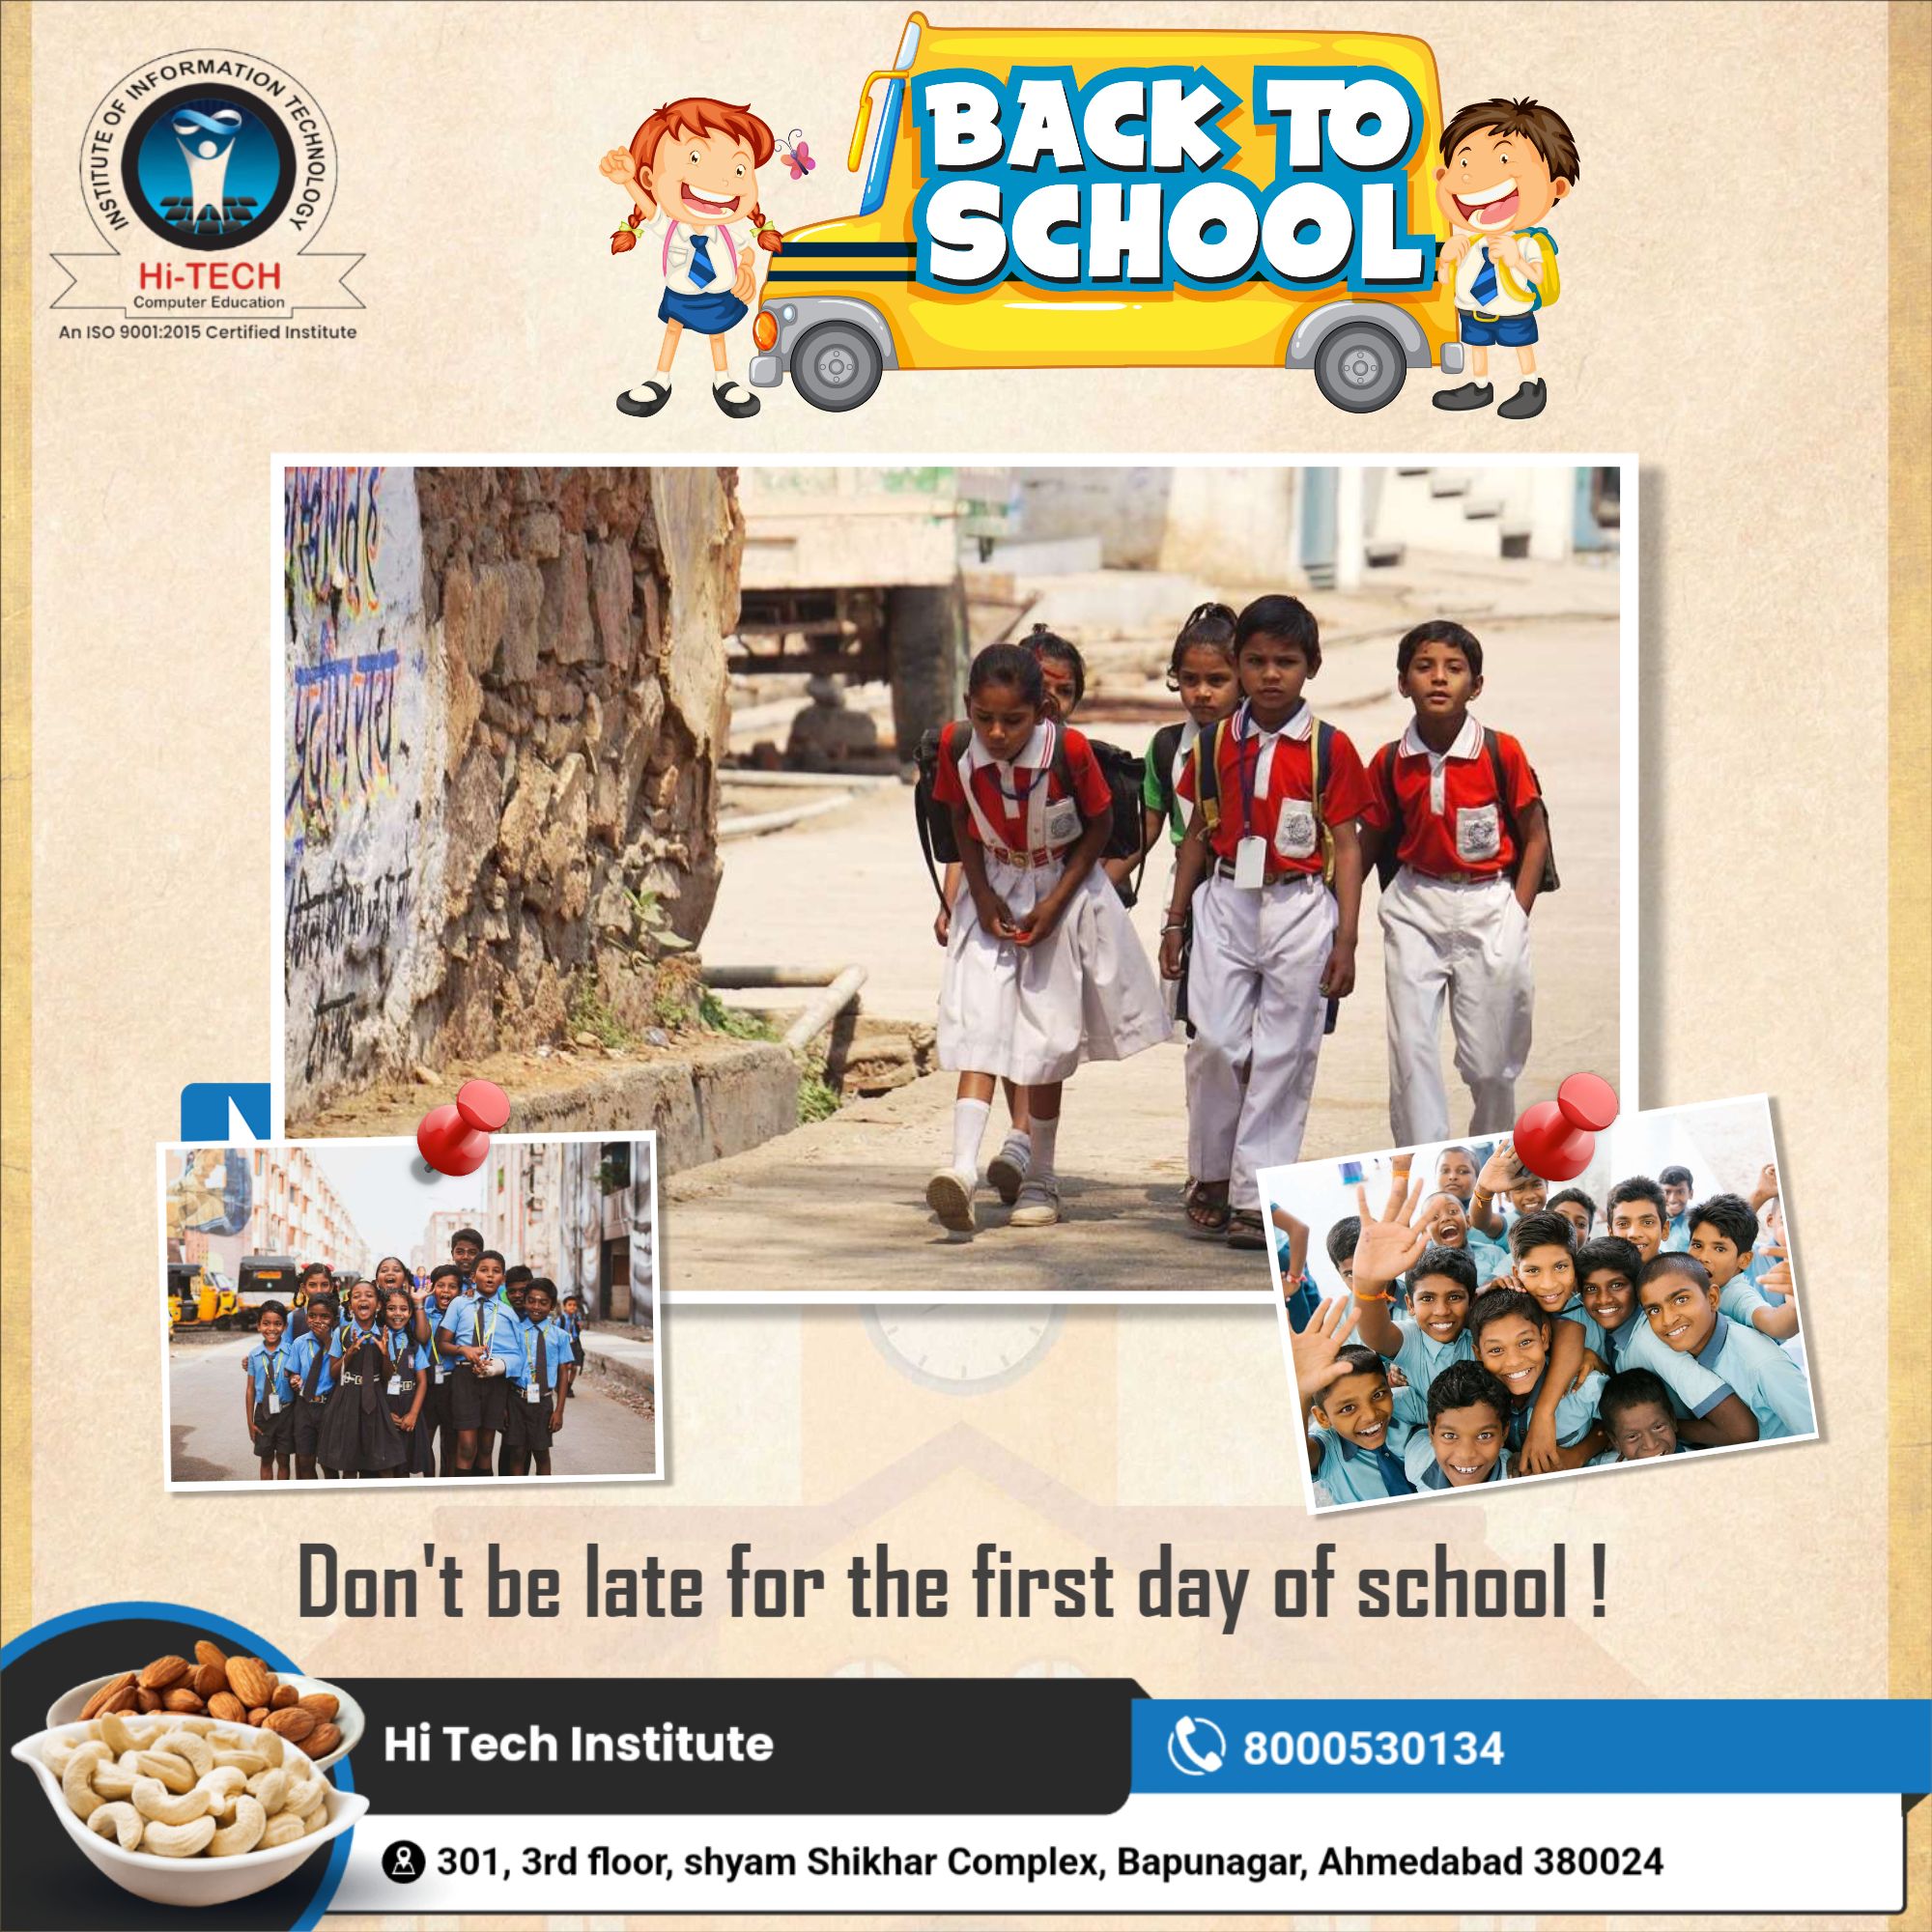 INSTITUTE OF INFORMATION TECHNOLOGY
Hi-TECH
Computer Education
An ISO 9001:2015 Certified Institute
BACK TO
SCHOOL
Don't be late for the first day of school !
Hi Tech Institute
8000530134
301, 3rd floor, shyam Shikhar Complex, Bapunagar, Ahmedabad 380024